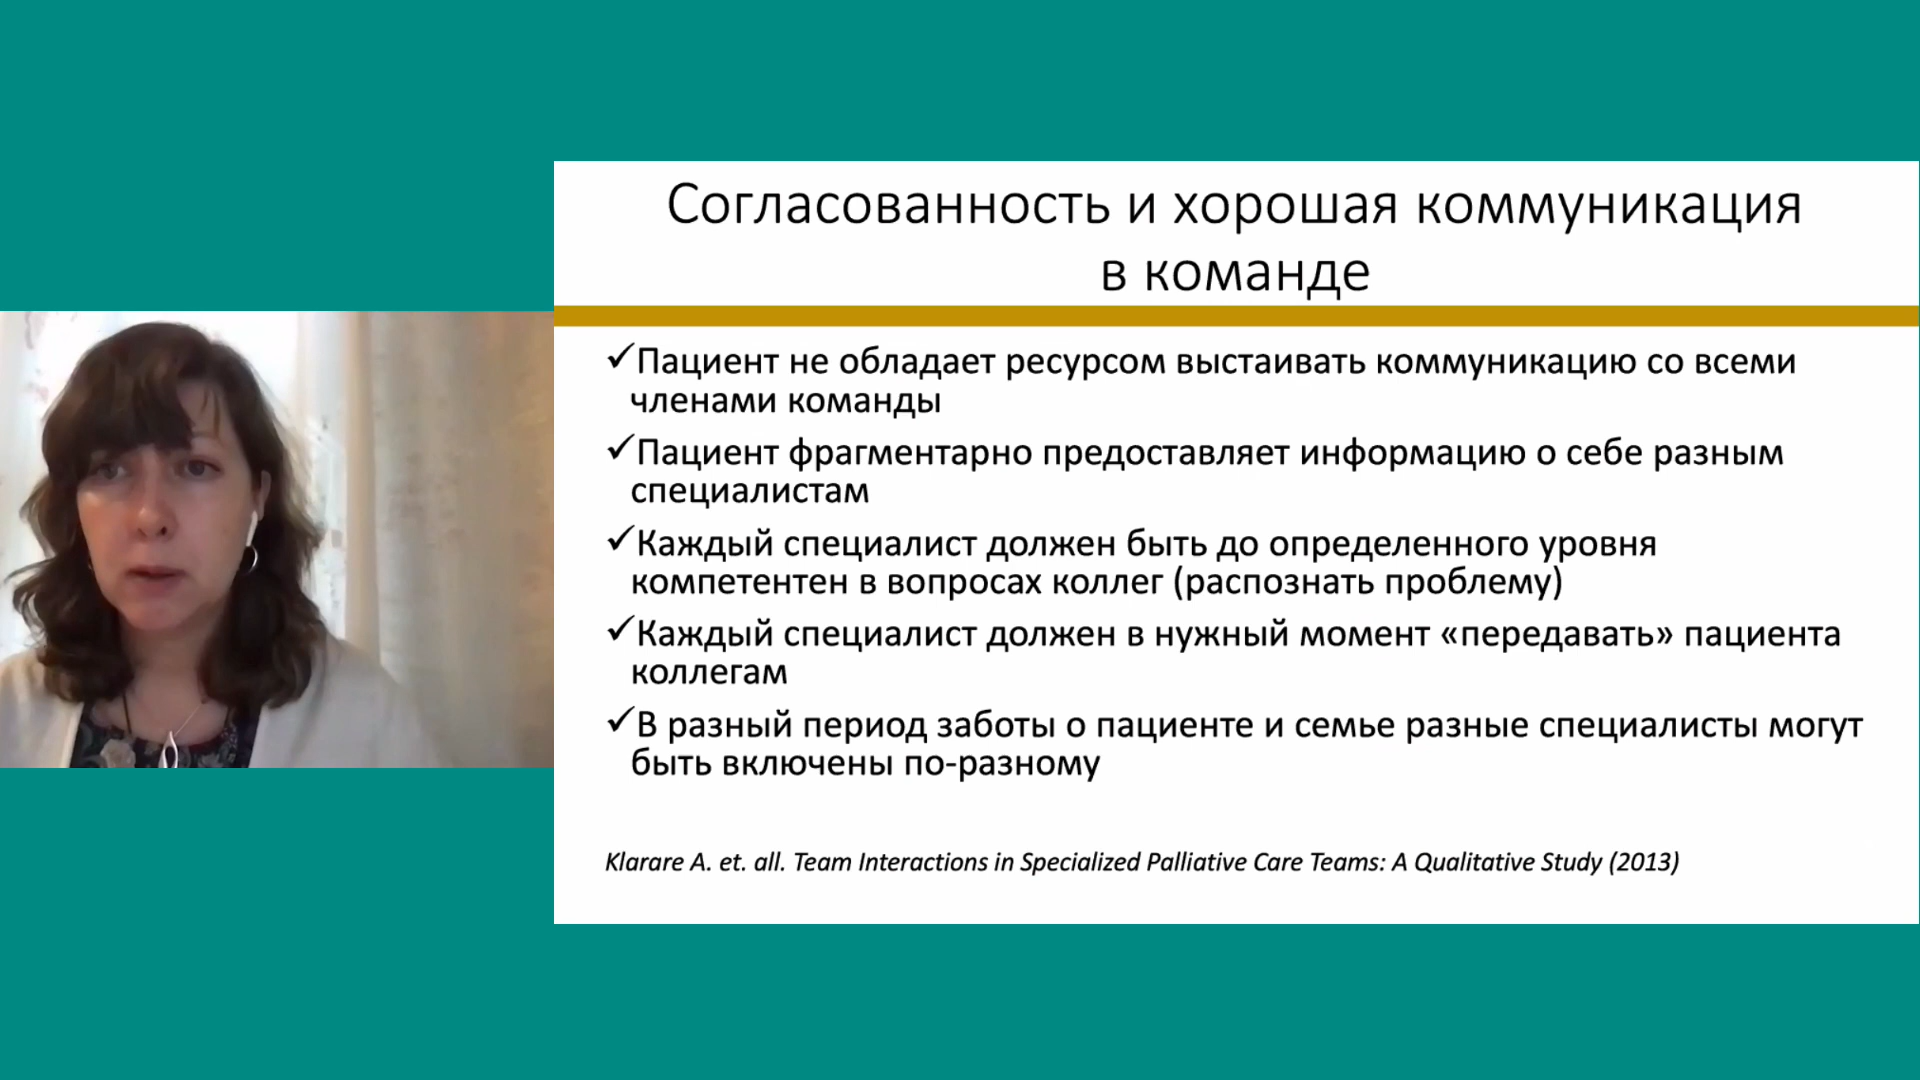 Согласованность и хорошая коммуникация
в команде
✓Пациент не обладает ресурсом выстаивать коммуникацию со всеми
членами команды
✓Пациент фрагментарно предоставляет информацию о себе разным
специалистам
✓Каждый специалист должен быть до определенного уровня
компетентен в вопросах коллег (распознать проблему)
✓Каждый специалист должен в нужный момент «передавать» пациента
коллегам
✓В разный период заботы о пациенте и семье разные специалисты могут
быть включены по-разному
Klarare A. et. all. Team Interactions in Specialized Palliative Care Teams: A Qualitative Study (2013)